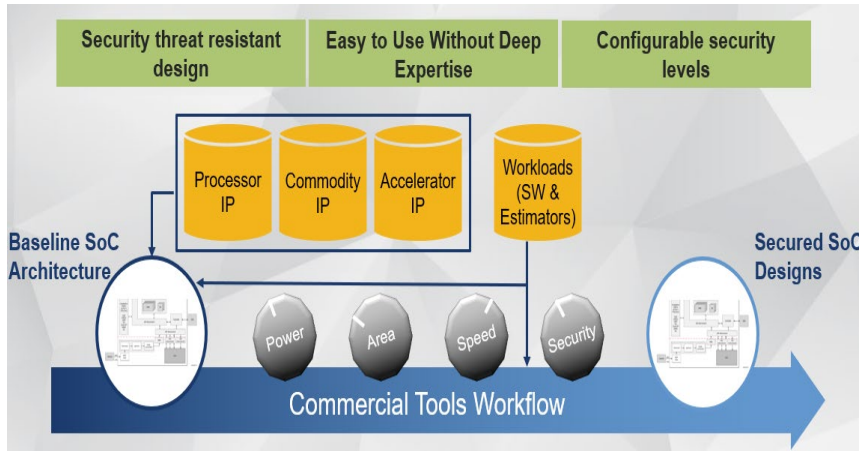 Security threat resistant
design
Easy to Use Without Deep
Expertise
Configurable security
levels
Processor
IP
Commodity
IP
Accelerator
IP
Workloads
(SW &
Estimators)
Baseline SoC
Architecture
Secured SoC
Designs
Power
Area
Speed
Security
Commercial Tools Workflow